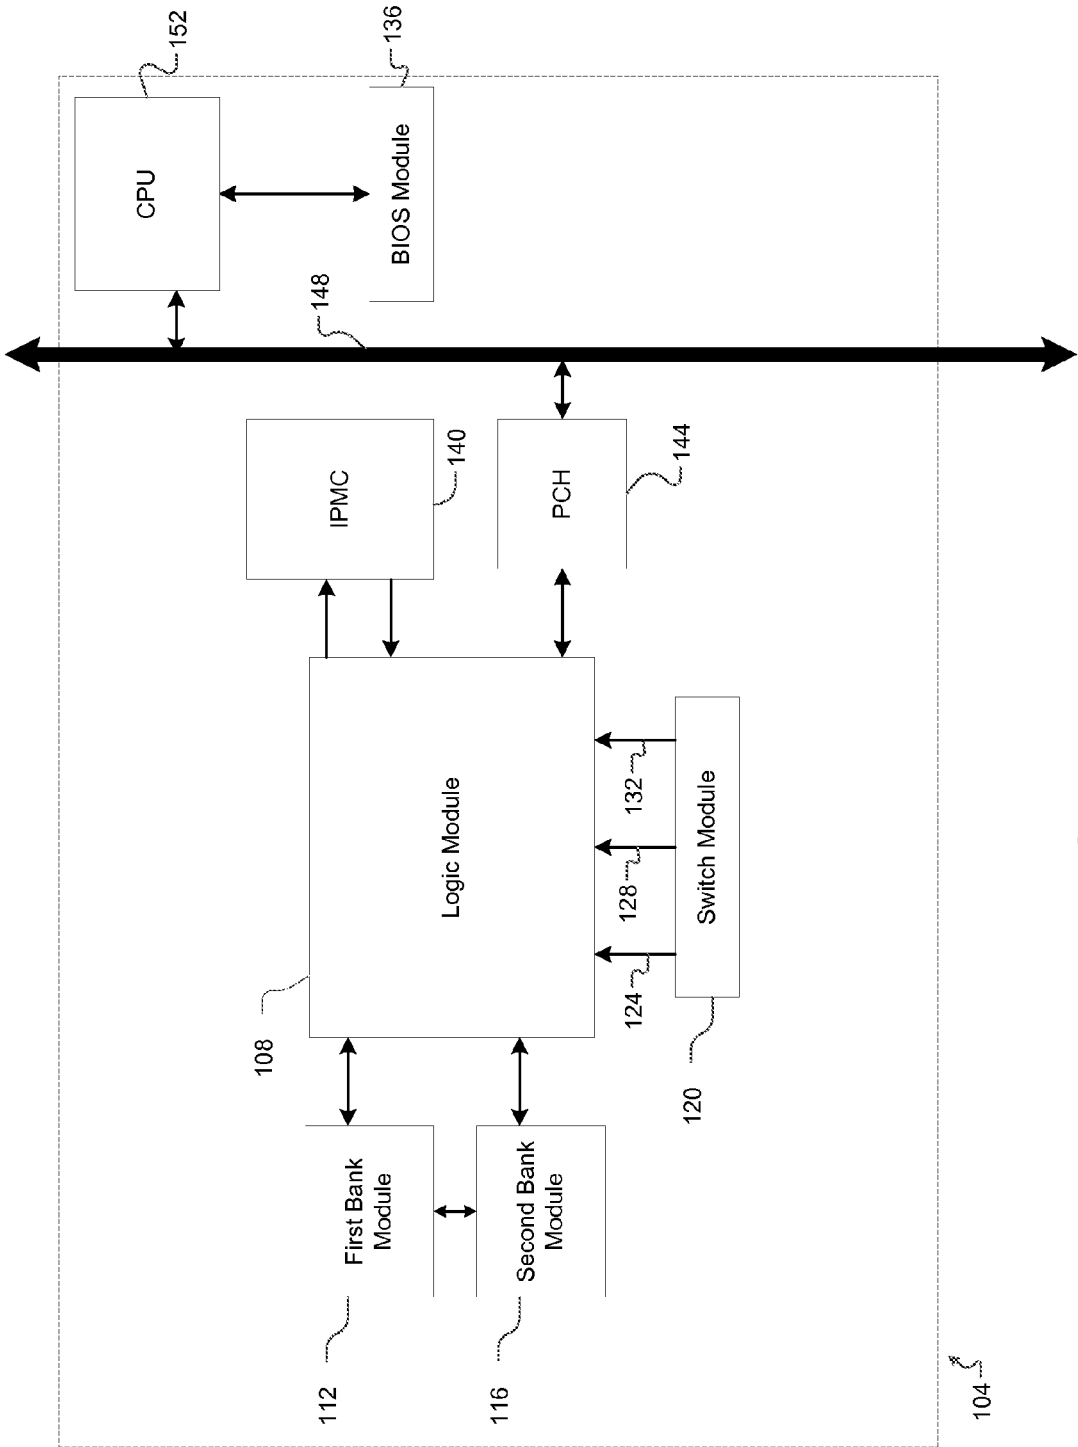 112
First Bank
Module
116
Second Bank
Module
108
Logic Module
124
128
132
120
Switch Module
IPMC
140
PCH
144
148
CPU
152
BIOS Module
136
104